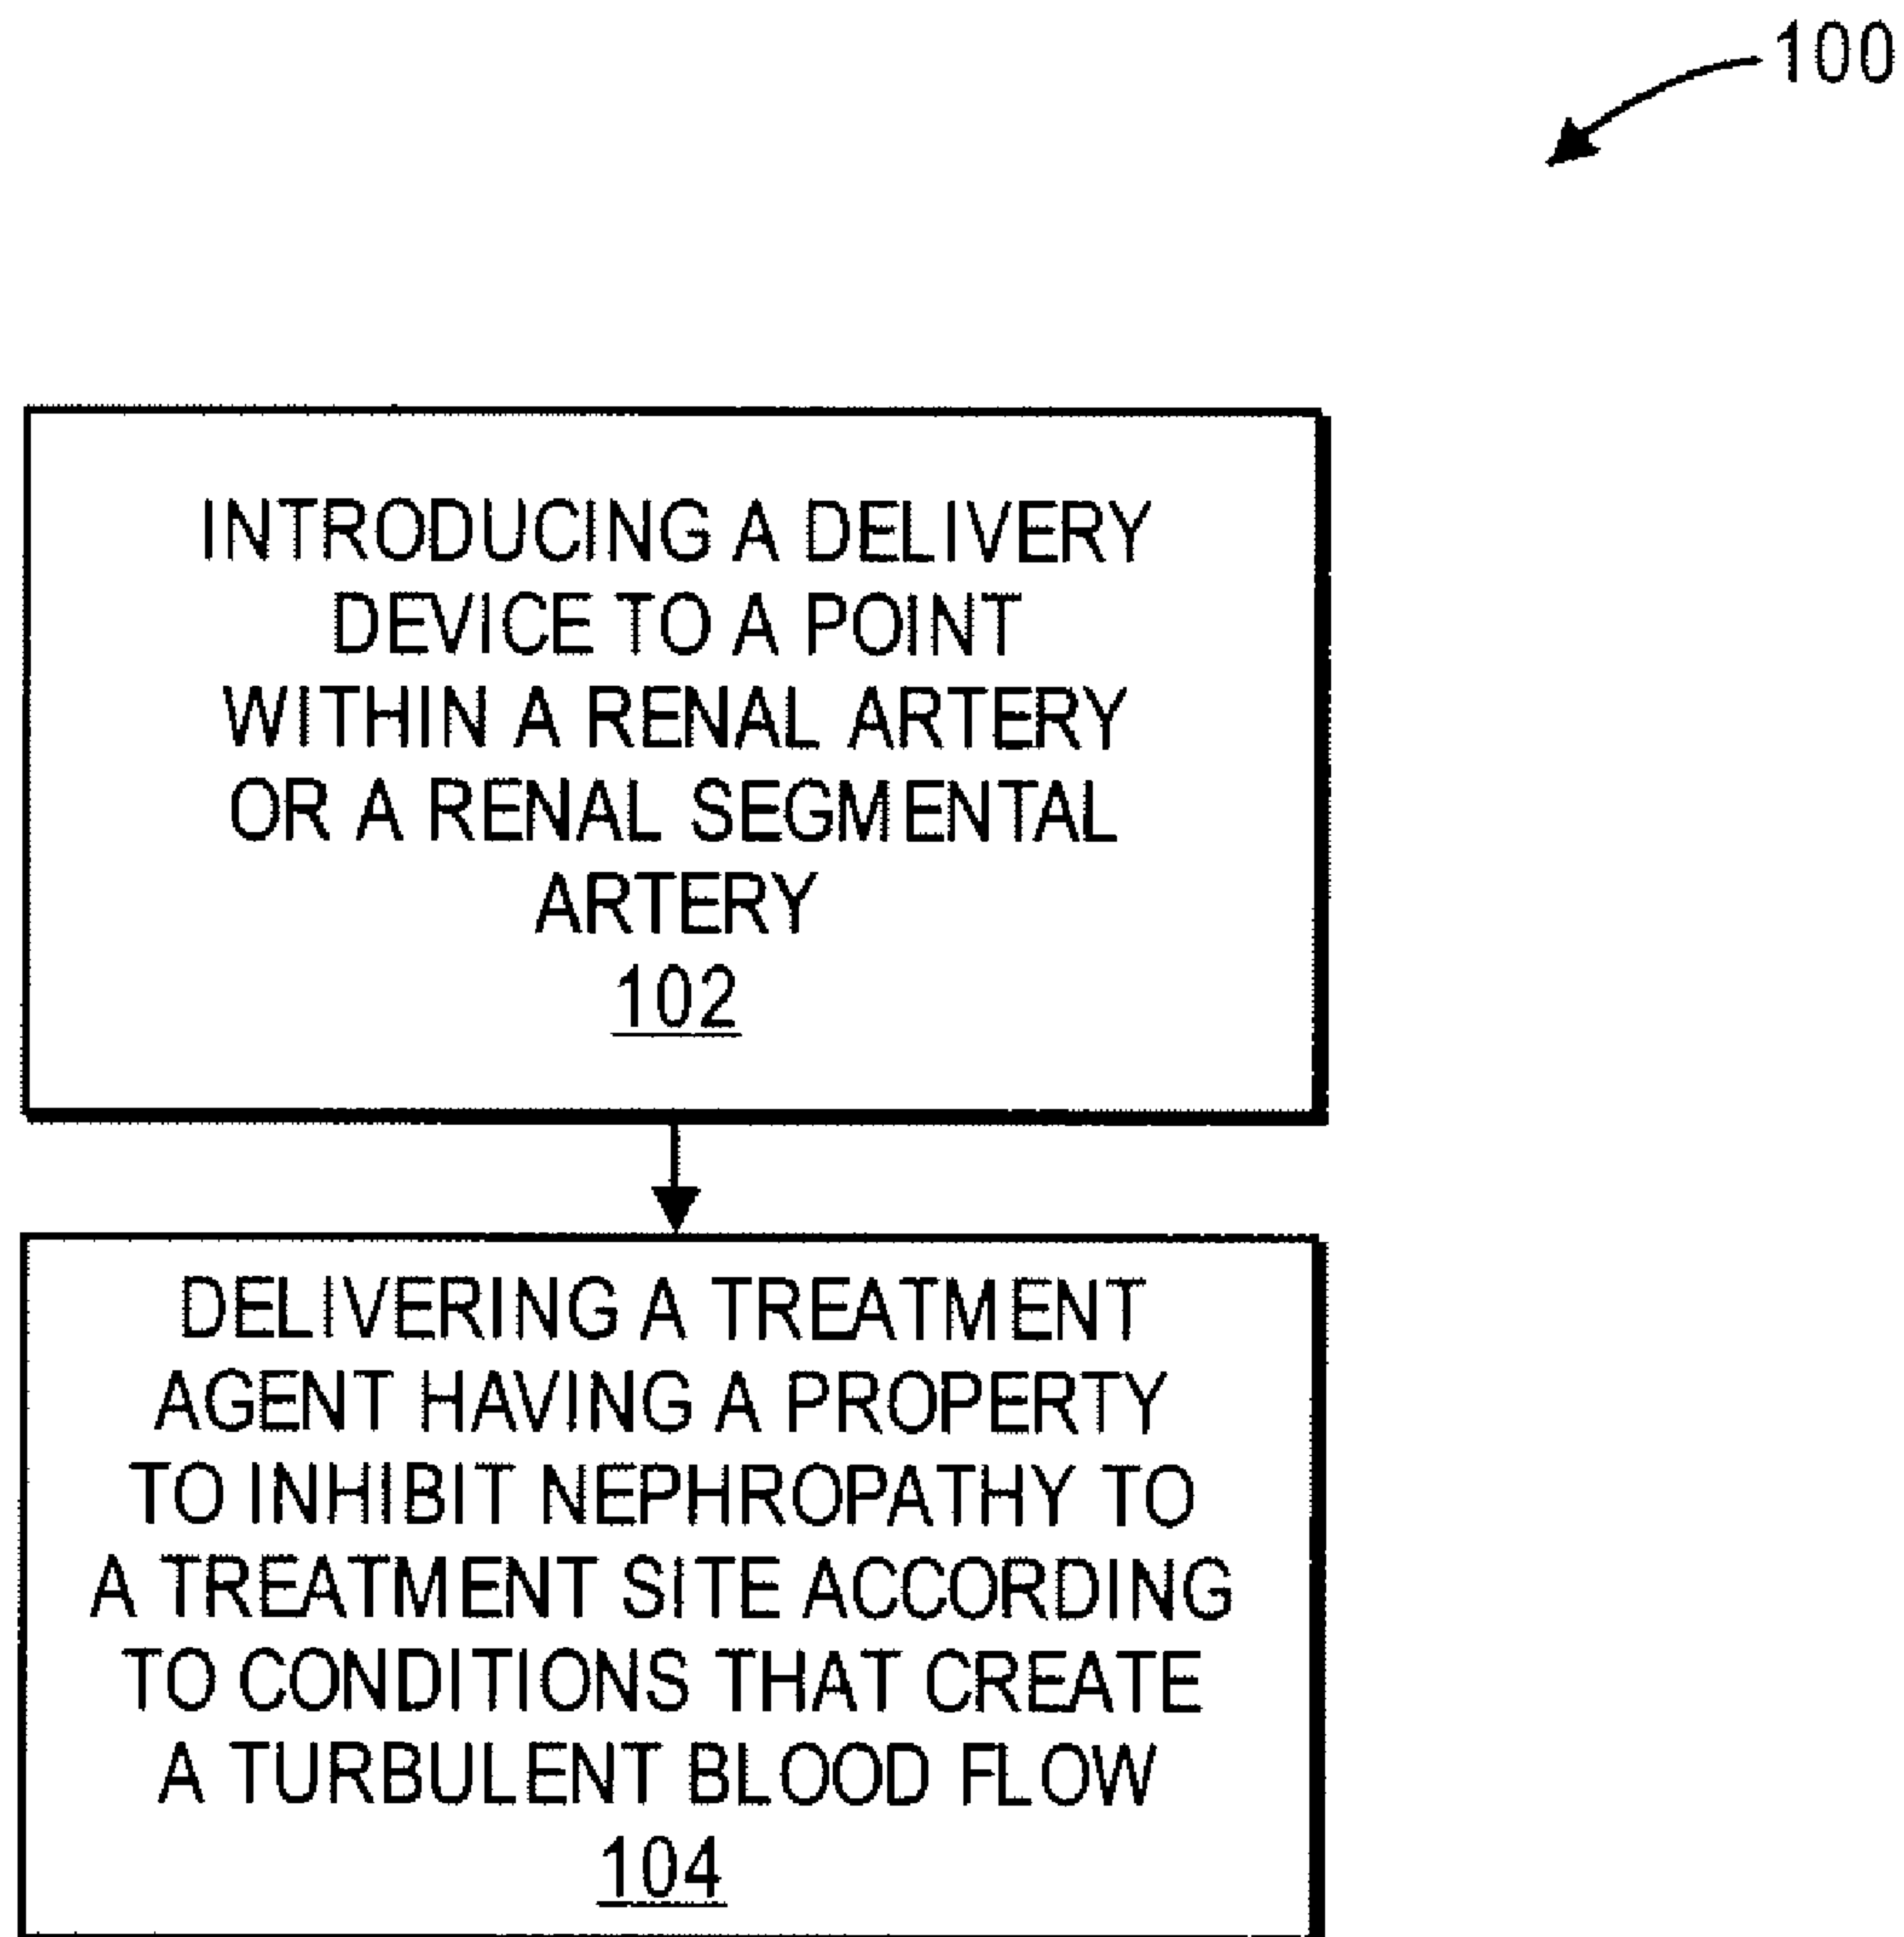 100
INTRODUCING A DELIVERY
DEVICE TO A POINT
WITHIN A RENAL ARTERY
OR A RENAL SEGMENTAL
ARTERY
102
DELIVERING A TREATMENT
AGENT HAVING A PROPERTY
TO INHIBIT NEPHROPATHY TO
A TREATMENT SITE ACCORDING
TO CONDITIONS THAT CREATE
A TURBULENT BLOOD FLOW
104